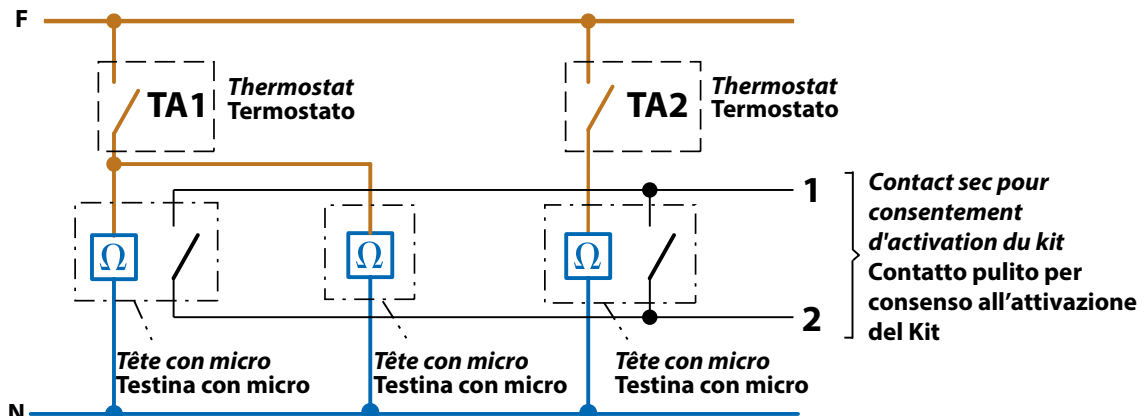 F
TA1
Thermostat
Termostato
TA2
Thermostat
Termostato
1
2
Contact sec pour
consentement
d'activation du kit
Contatto pulito per
consenso all’attivazione
del Kit
Ω
Ω
Ω
Tête con micro
Testina con micro
Tête con micro
Testina con micro
Tête con micro
Testina con micro
N